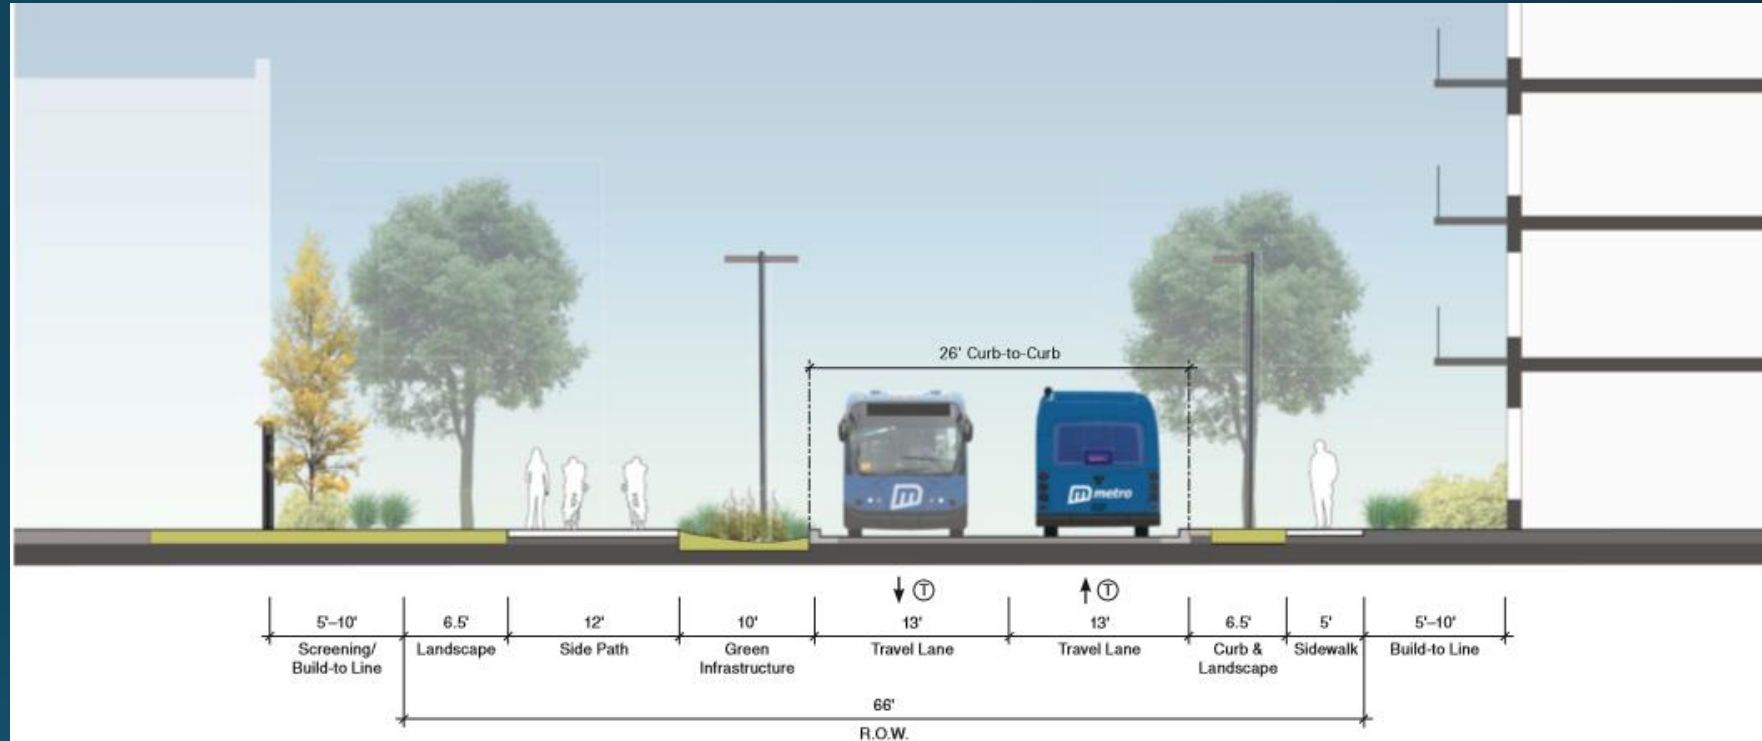 26' Curb-to-Curb
m
m metro
T
T
5'–10'
Screening/
Build-to Line
6.5'
Landscape
12'
Side Path
10'
Green
Infrastructure
13'
Travel Lane
13'
Travel Lane
6.5'
Curb &
Landscape
5'
Sidewalk
5'–10'
Build-to Line
66'
R.O.W.